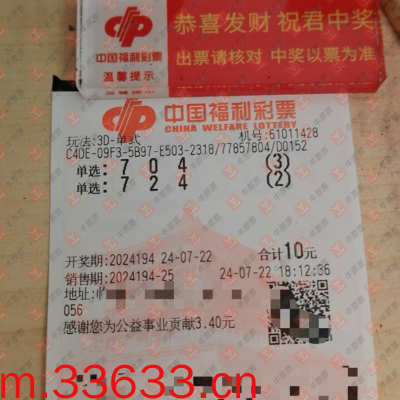 恭喜发财 祝君中奖
出票请核对 中奖以票为准
中国福利彩票
温馨提示
中国福利彩票
CHINA WELFARE LOTTERY
玩法:3D-单式 机号:61011428
C4DE-09F3-5B97-E503-2318/77857804/D0152
单选:7 0 4 (3)
单选:7 2 4 (2)
开奖期:2024194 24-07-22 合计10元
销售期:2024194-25 24-07-22 18:12:36
地址:
056
感谢您为公益事业贡献3.40元
m.33633.cn